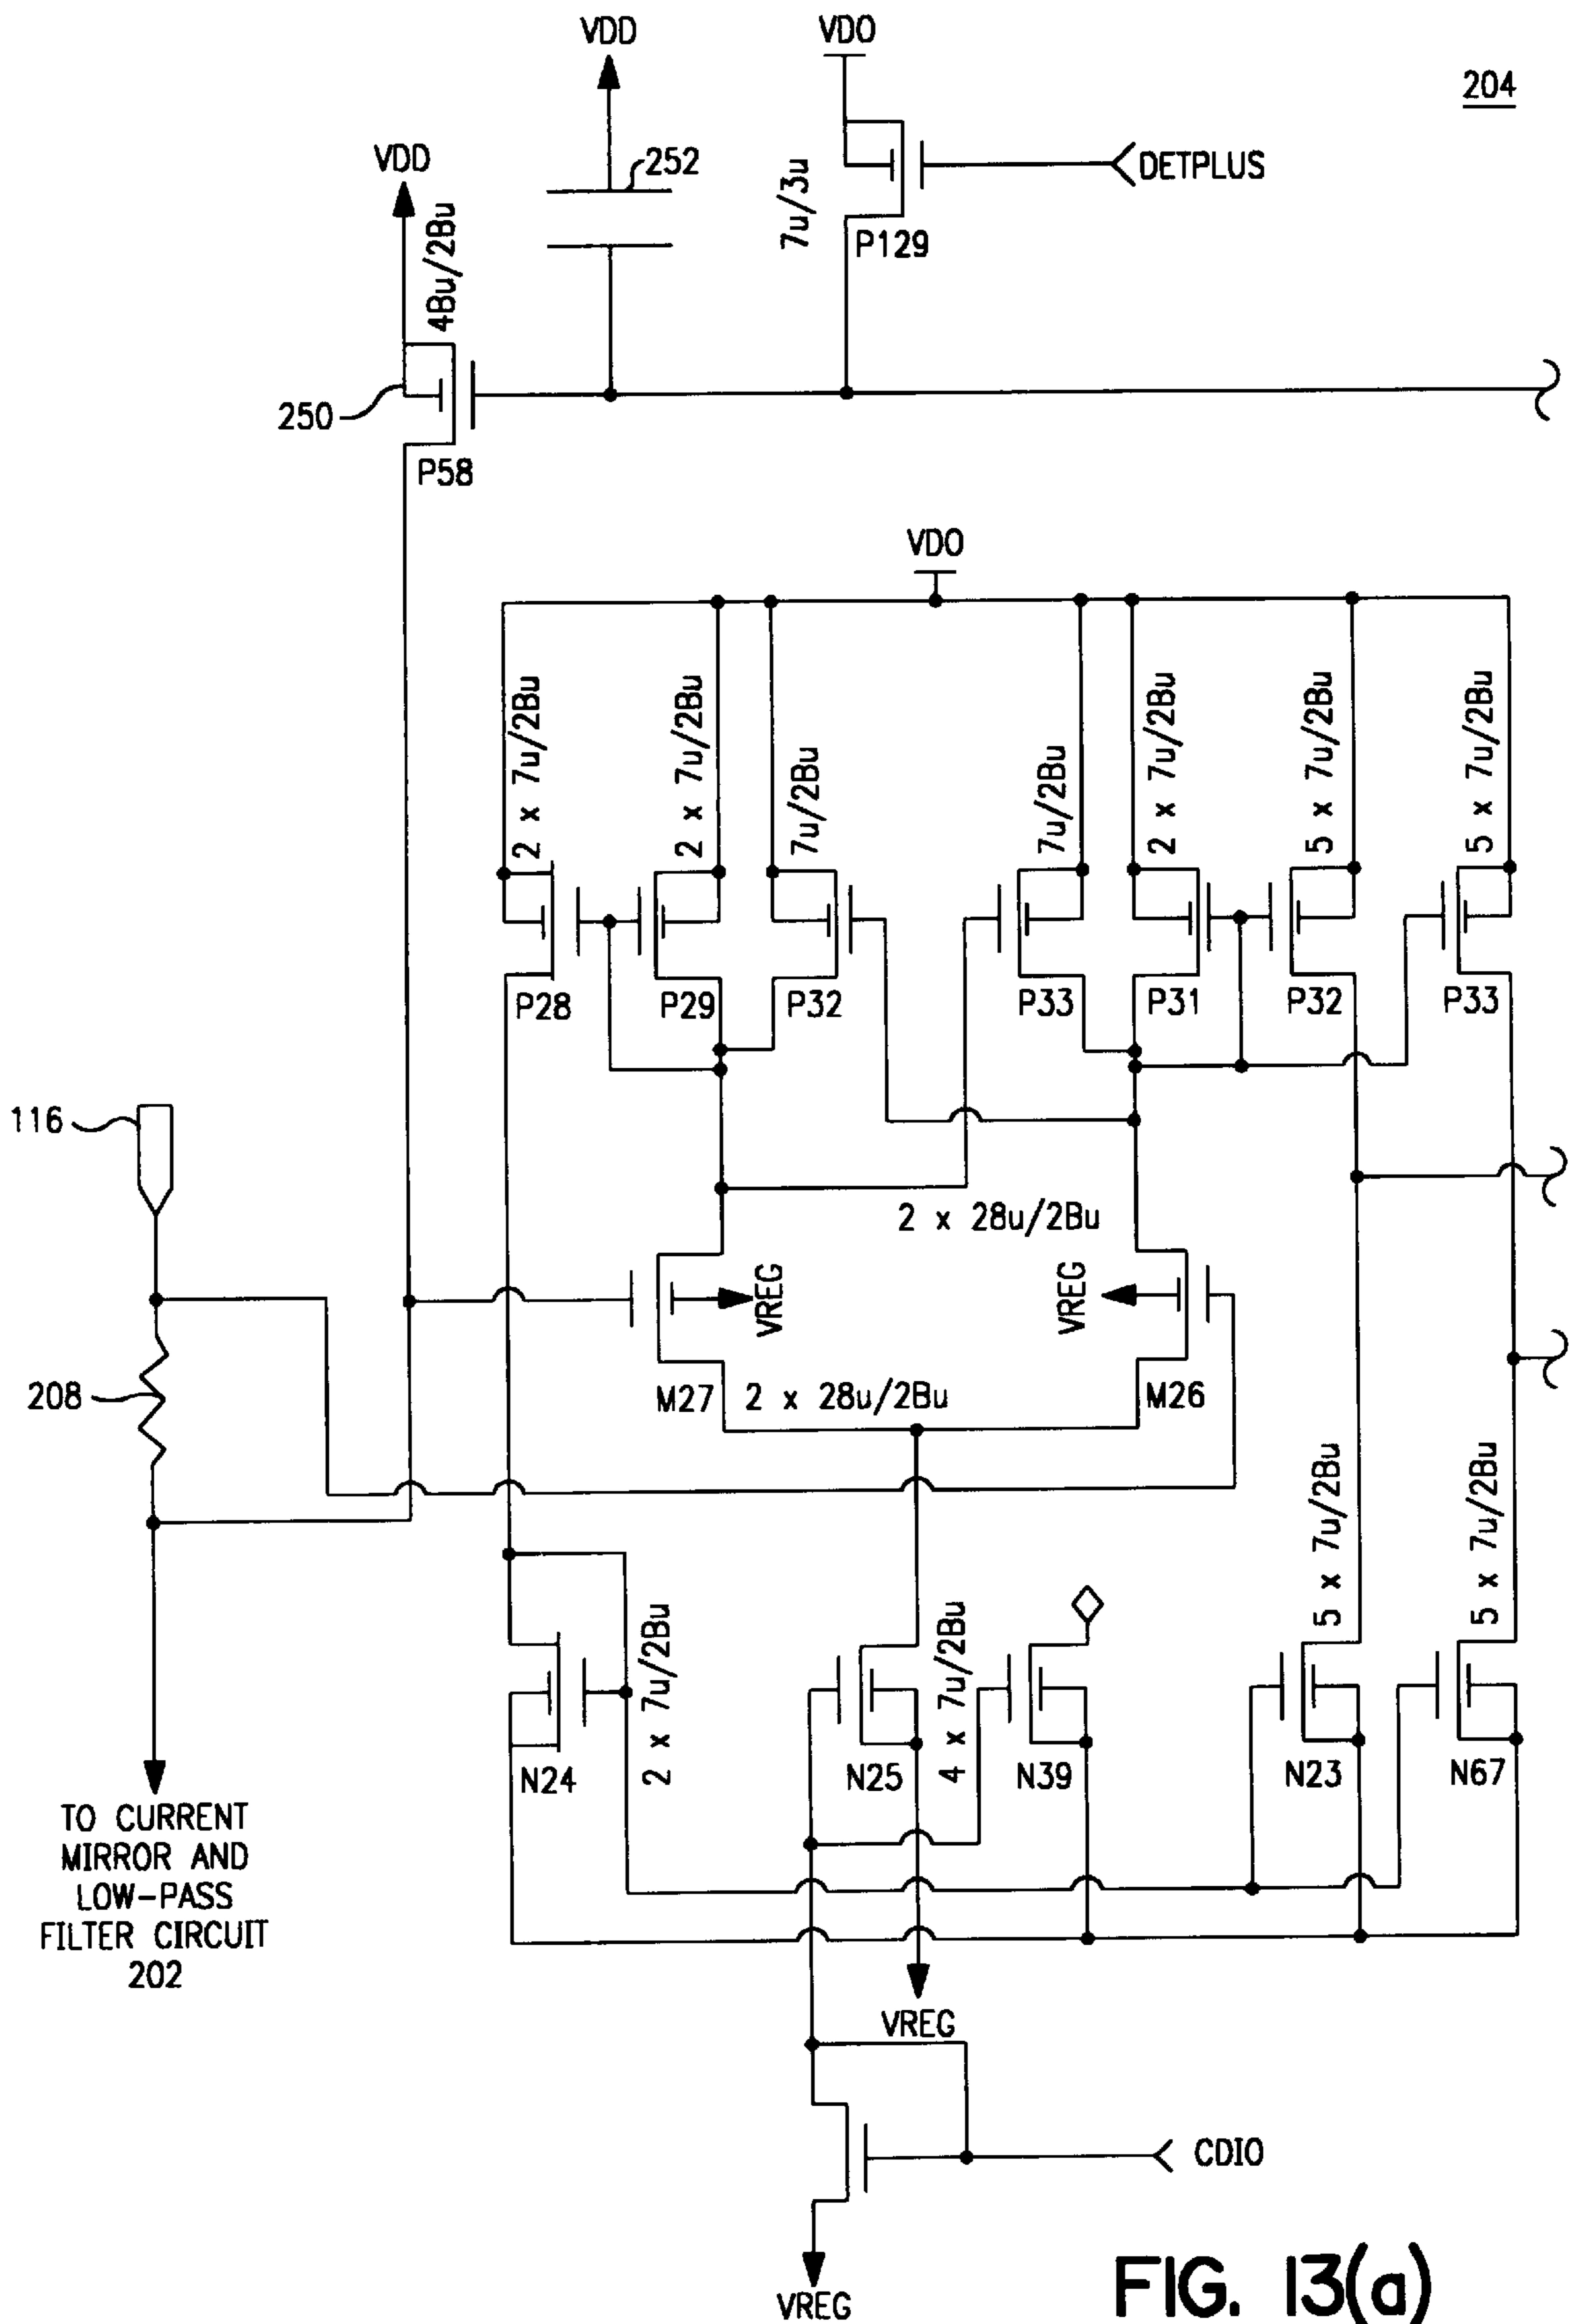 VDD
VDO
204
VDD
252
DETPLUS
4Bu/2Bu
7u/3u
P129
250
P58
VDO
2 x 7u/2Bu
2 x 7u/2Bu
7u/2Bu
7u/2Bu
2 x 7u/2Bu
5 x 7u/2Bu
5 x 7u/2Bu
P28
P29
P32
P33
P31
P32
P33
116
2 x 28u/2Bu
VREG
VREG
208
M27
2 x 28u/2Bu
M26
5 x 7u/2Bu
5 x 7u/2Bu
2 x 7u/2Bu
4 x 7u/2Bu
N24
N25
N39
N23
N67
TO CURRENT
MIRROR AND
LOW-PASS
FILTER CIRCUIT
202
VREG
CDIO
VREG
FIG. 13(a)